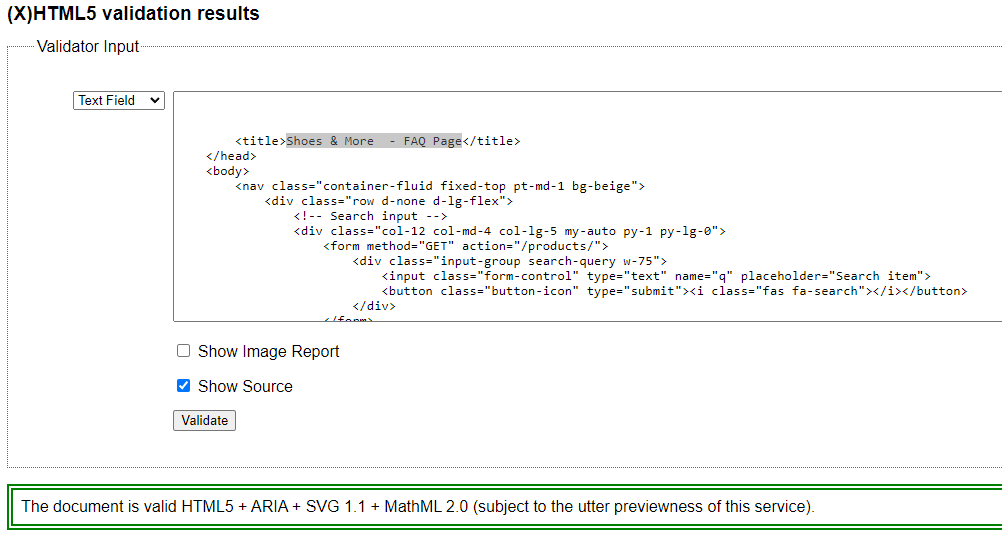 (X)HTML5 validation results
Validator Input
Text Field
<title>Shoes & More  - FAQ Page</title>
</head>
<body>
<nav class="container-fluid fixed-top pt-md-1 bg-beige">
<div class="row d-none d-lg-flex">
<!-- Search input -->
<div class="col-12 col-md-4 col-lg-5 my-auto py-1 py-lg-0">
<form method="GET" action="/products/">
<div class="input-group search-query w-75">
<input class="form-control" type="text" name="q" placeholder="Search item">
<button class="button-icon" type="submit"><i class="fas fa-search"></i></button>
</div>
</form>
Show Image Report
Show Source
Validate
The document is valid HTML5 + ARIA + SVG 1.1 + MathML 2.0 (subject to the utter previewness of this service).